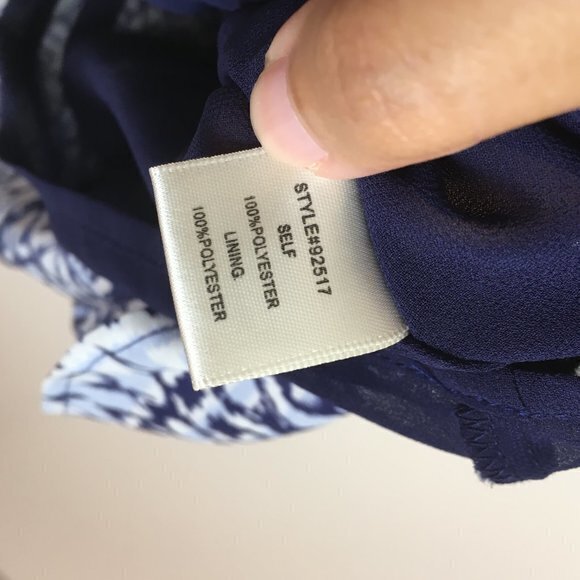 STYLE#92517
SELF
100%POLYESTER
LINING.
100%POLYESTER